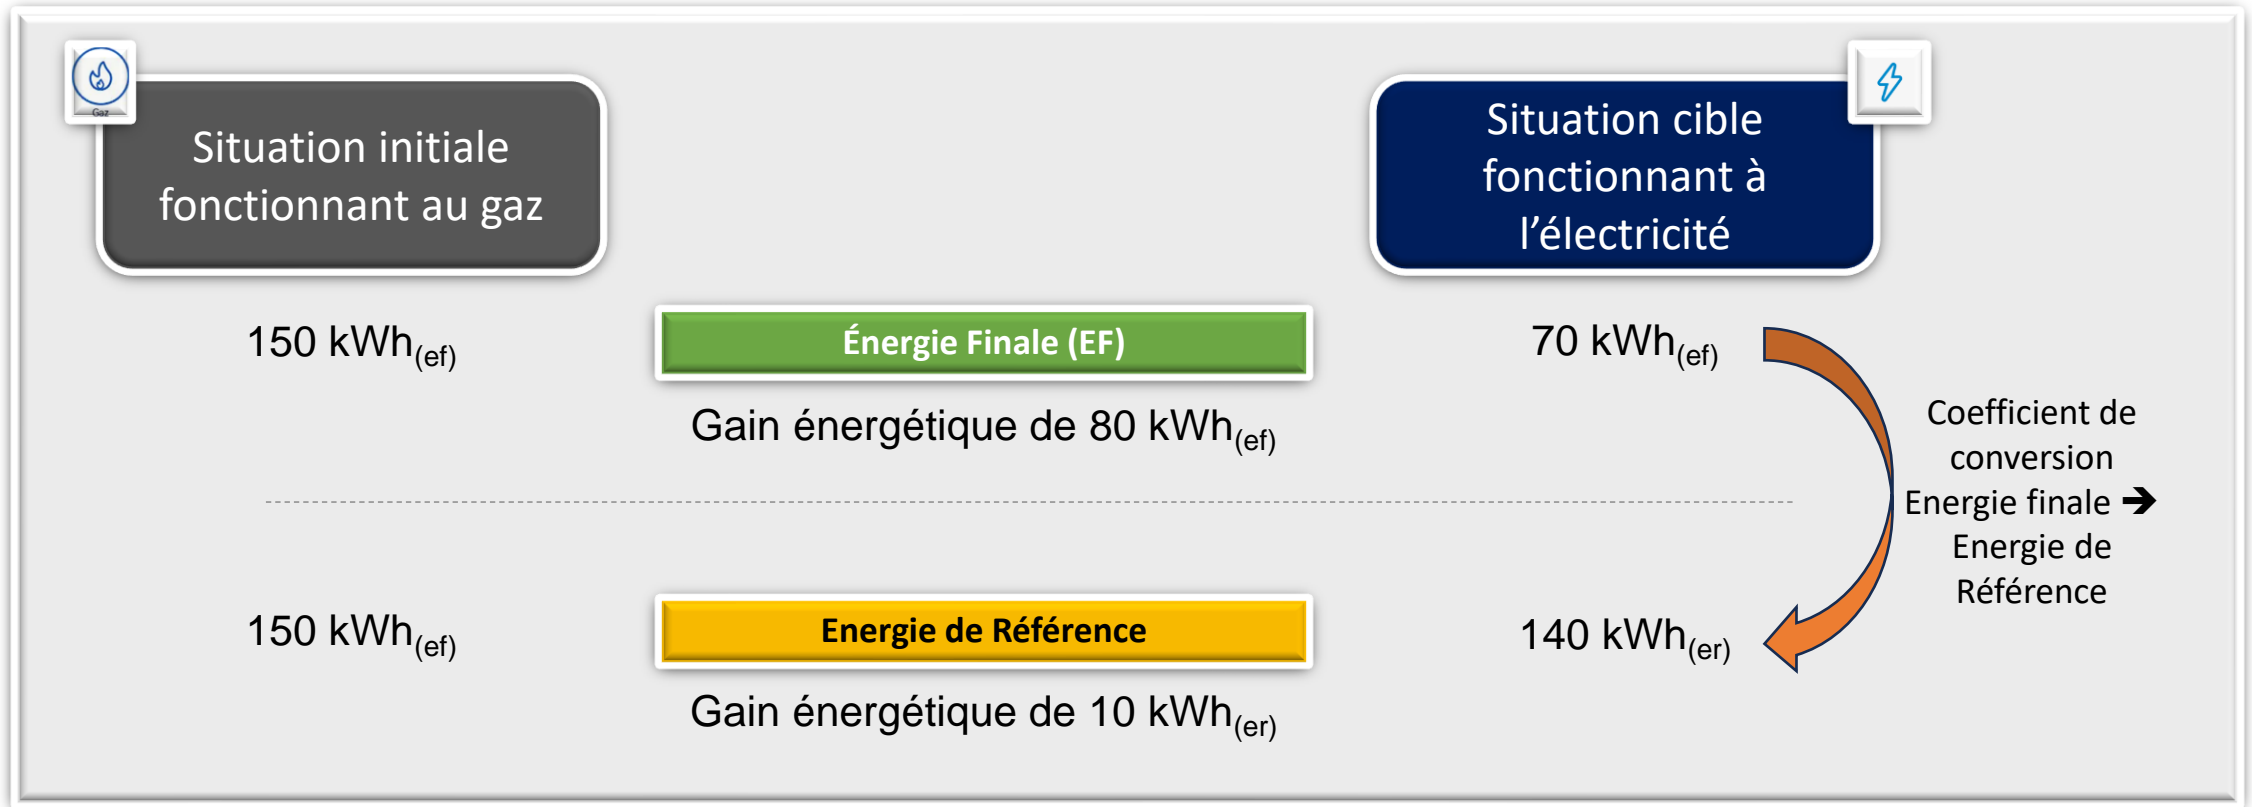 Gaz
Situation initiale
fonctionnant au gaz
Situation cible
fonctionnant à
l’électricité
150 kWh(ef)
Énergie Finale (EF)
70 kWh(ef)
Gain énergétique de 80 kWh(ef)
Coefficient de
conversion
Energie finale ➔
Energie de
Référence
150 kWh(ef)
Energie de Référence
140 kWh(er)
Gain énergétique de 10 kWh(er)